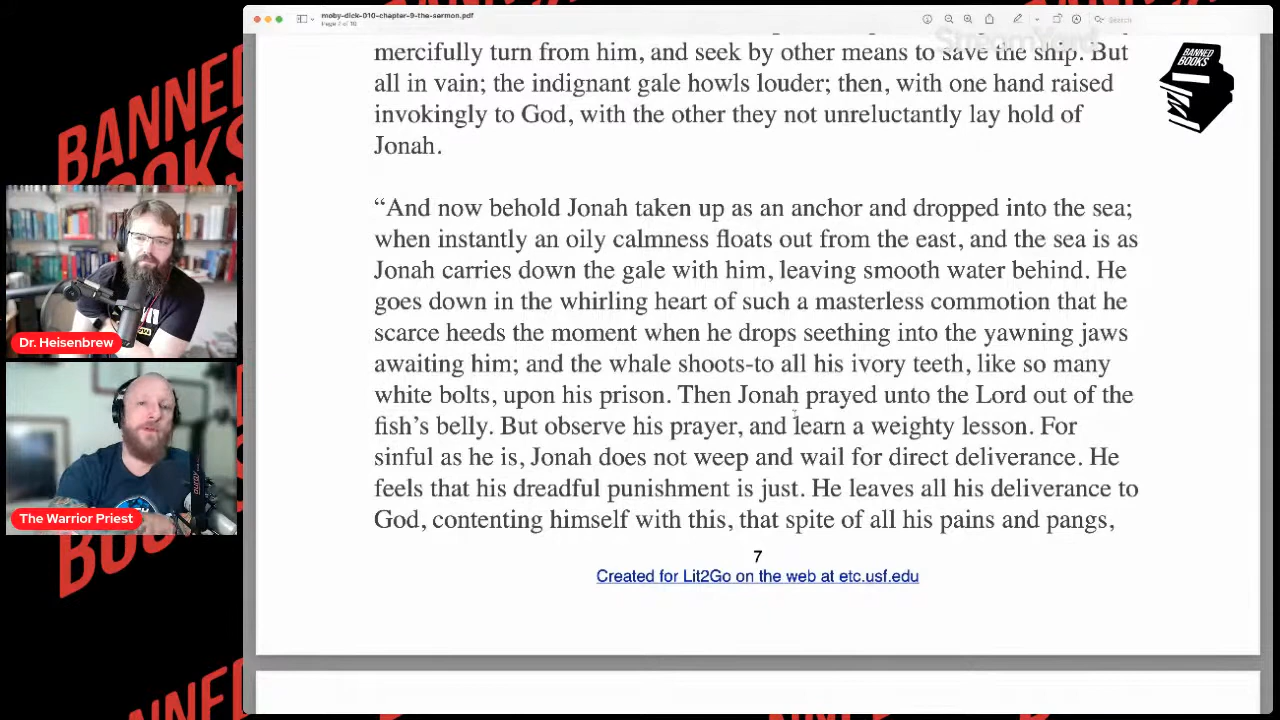 moby-dick-010-chapter-9-the-sermon.pdf
Search
StreamYard
mercifully turn from him, and seek by other means to save the ship. But
all in vain; the indignant gale howls louder; then, with one hand raised
invokingly to God, with the other they not unreluctantly lay hold of
Jonah.
“And now behold Jonah taken up as an anchor and dropped into the sea;
when instantly an oily calmness floats out from the east, and the sea is as
Jonah carries down the gale with him, leaving smooth water behind. He
goes down in the whirling heart of such a masterless commotion that he
scarce heeds the moment when he drops seething into the yawning jaws
awaiting him; and the whale shoots-to all his ivory teeth, like so many
white bolts, upon his prison. Then Jonah prayed unto the Lord out of the
fish’s belly. But observe his prayer, and learn a weighty lesson. For
sinful as he is, Jonah does not weep and wail for direct deliverance. He
feels that his dreadful punishment is just. He leaves all his deliverance to
God, contenting himself with this, that spite of all his pains and pangs,
7
Created for Lit2Go on the web at etc.usf.edu
BANNED
BOOKS
BANNED
BOOKS
Dr. Heisenbrew
The Warrior Priest